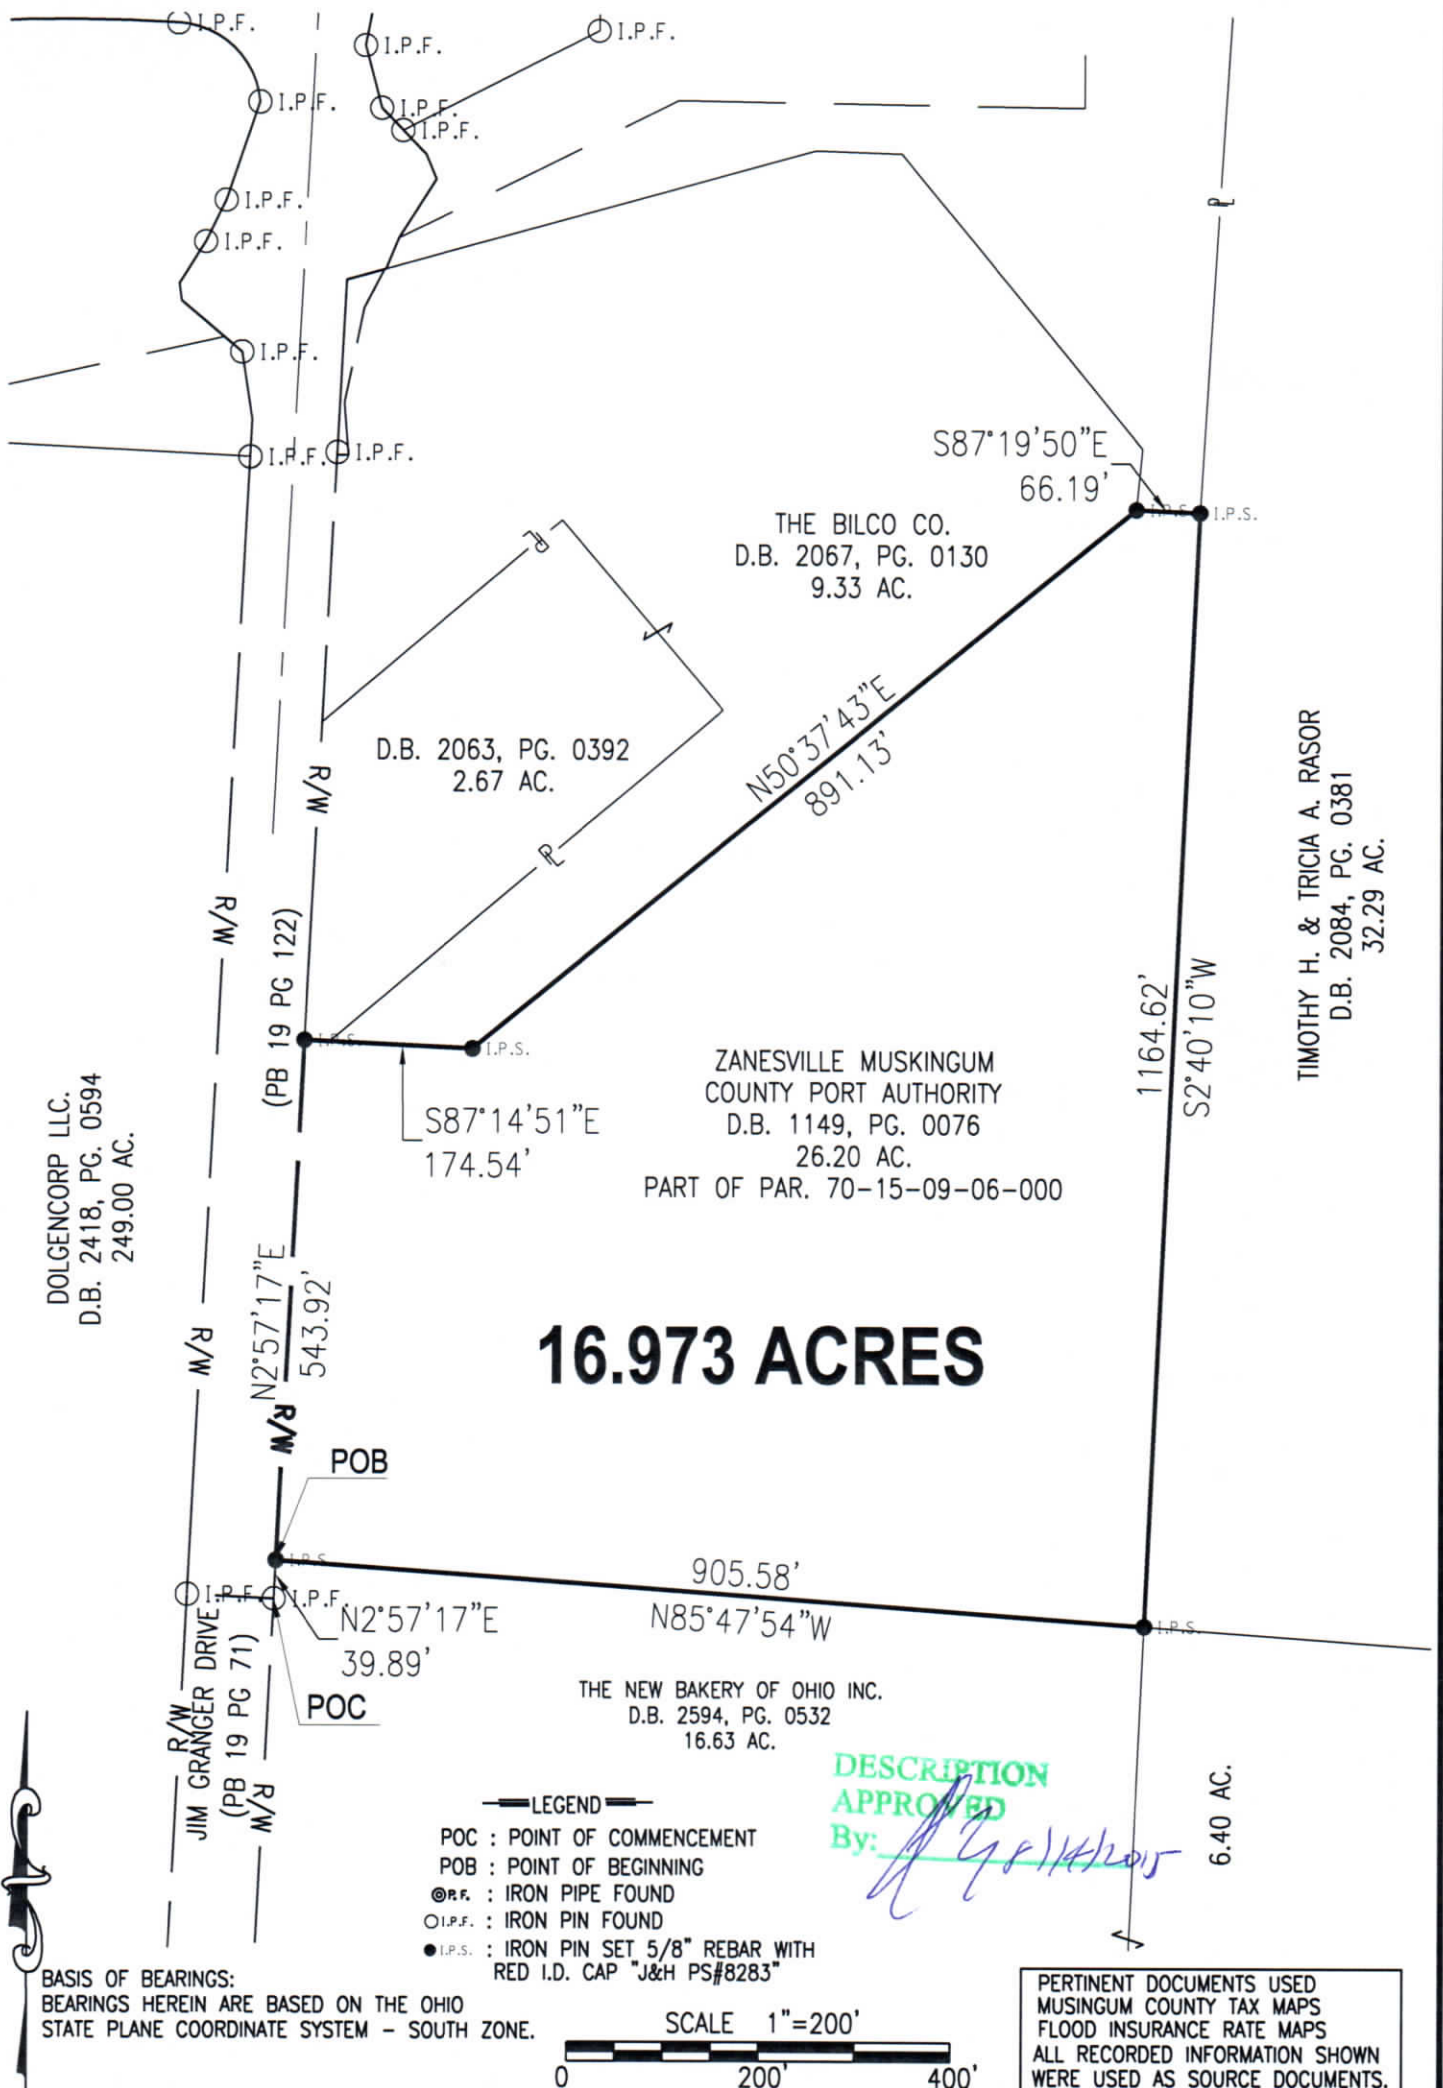 I.P.F.
I.P.F.
I.P.F.
I.P.F.
I.P.F.
I.P.F.
I.P.F.
I.P.F.
I.P.F.
I.P.F.
I.P.F.
PL
S87°19'50"E
66.19'
I.P.S.
I.P.S.
THE BILCO CO.
D.B. 2067, PG. 0130
9.33 AC.
PL
N50°37'43"E
891.13'
D.B. 2063, PG. 0392
2.67 AC.
PL
R/W
R/W
(PB 19 PG 122)
TIMOTHY H. & TRICIA A. RASOR
D.B. 2084, PG. 0381
32.29 AC.
1164.62'
S2°40'10"W
I.P.S.
I.P.S.
S87°14'51"E
174.54'
ZANESVILLE MUSKINGUM
COUNTY PORT AUTHORITY
D.B. 1149, PG. 0076
26.20 AC.
PART OF PAR. 70-15-09-06-000
DOLGENCORP LLC.
D.B. 2418, PG. 0594
249.00 AC.
N2°57'17"E
543.92'
R/W
R/W
16.973 ACRES
POB
I.P.S.
905.58'
N85°47'54"W
I.P.S.
I.P.F.
I.P.F.
N2°57'17"E
39.89'
POC
R/W
JIM GRANGER DRIVE
(PB 19 PG 71)
R/W
THE NEW BAKERY OF OHIO INC.
D.B. 2594, PG. 0532
16.63 AC.
6.40 AC.
DESCRIPTION
APPROVED
By:
8/14/2015
LEGEND
POC : POINT OF COMMENCEMENT
POB : POINT OF BEGINNING
P.F. : IRON PIPE FOUND
I.P.F. : IRON PIN FOUND
I.P.S. : IRON PIN SET 5/8" REBAR WITH
RED I.D. CAP "J&H PS#8283"
BASIS OF BEARINGS:
BEARINGS HEREIN ARE BASED ON THE OHIO
STATE PLANE COORDINATE SYSTEM - SOUTH ZONE.
SCALE 1"=200'
0 200' 400'
PERTINENT DOCUMENTS USED
MUSINGUM COUNTY TAX MAPS
FLOOD INSURANCE RATE MAPS
ALL RECORDED INFORMATION SHOWN
WERE USED AS SOURCE DOCUMENTS.